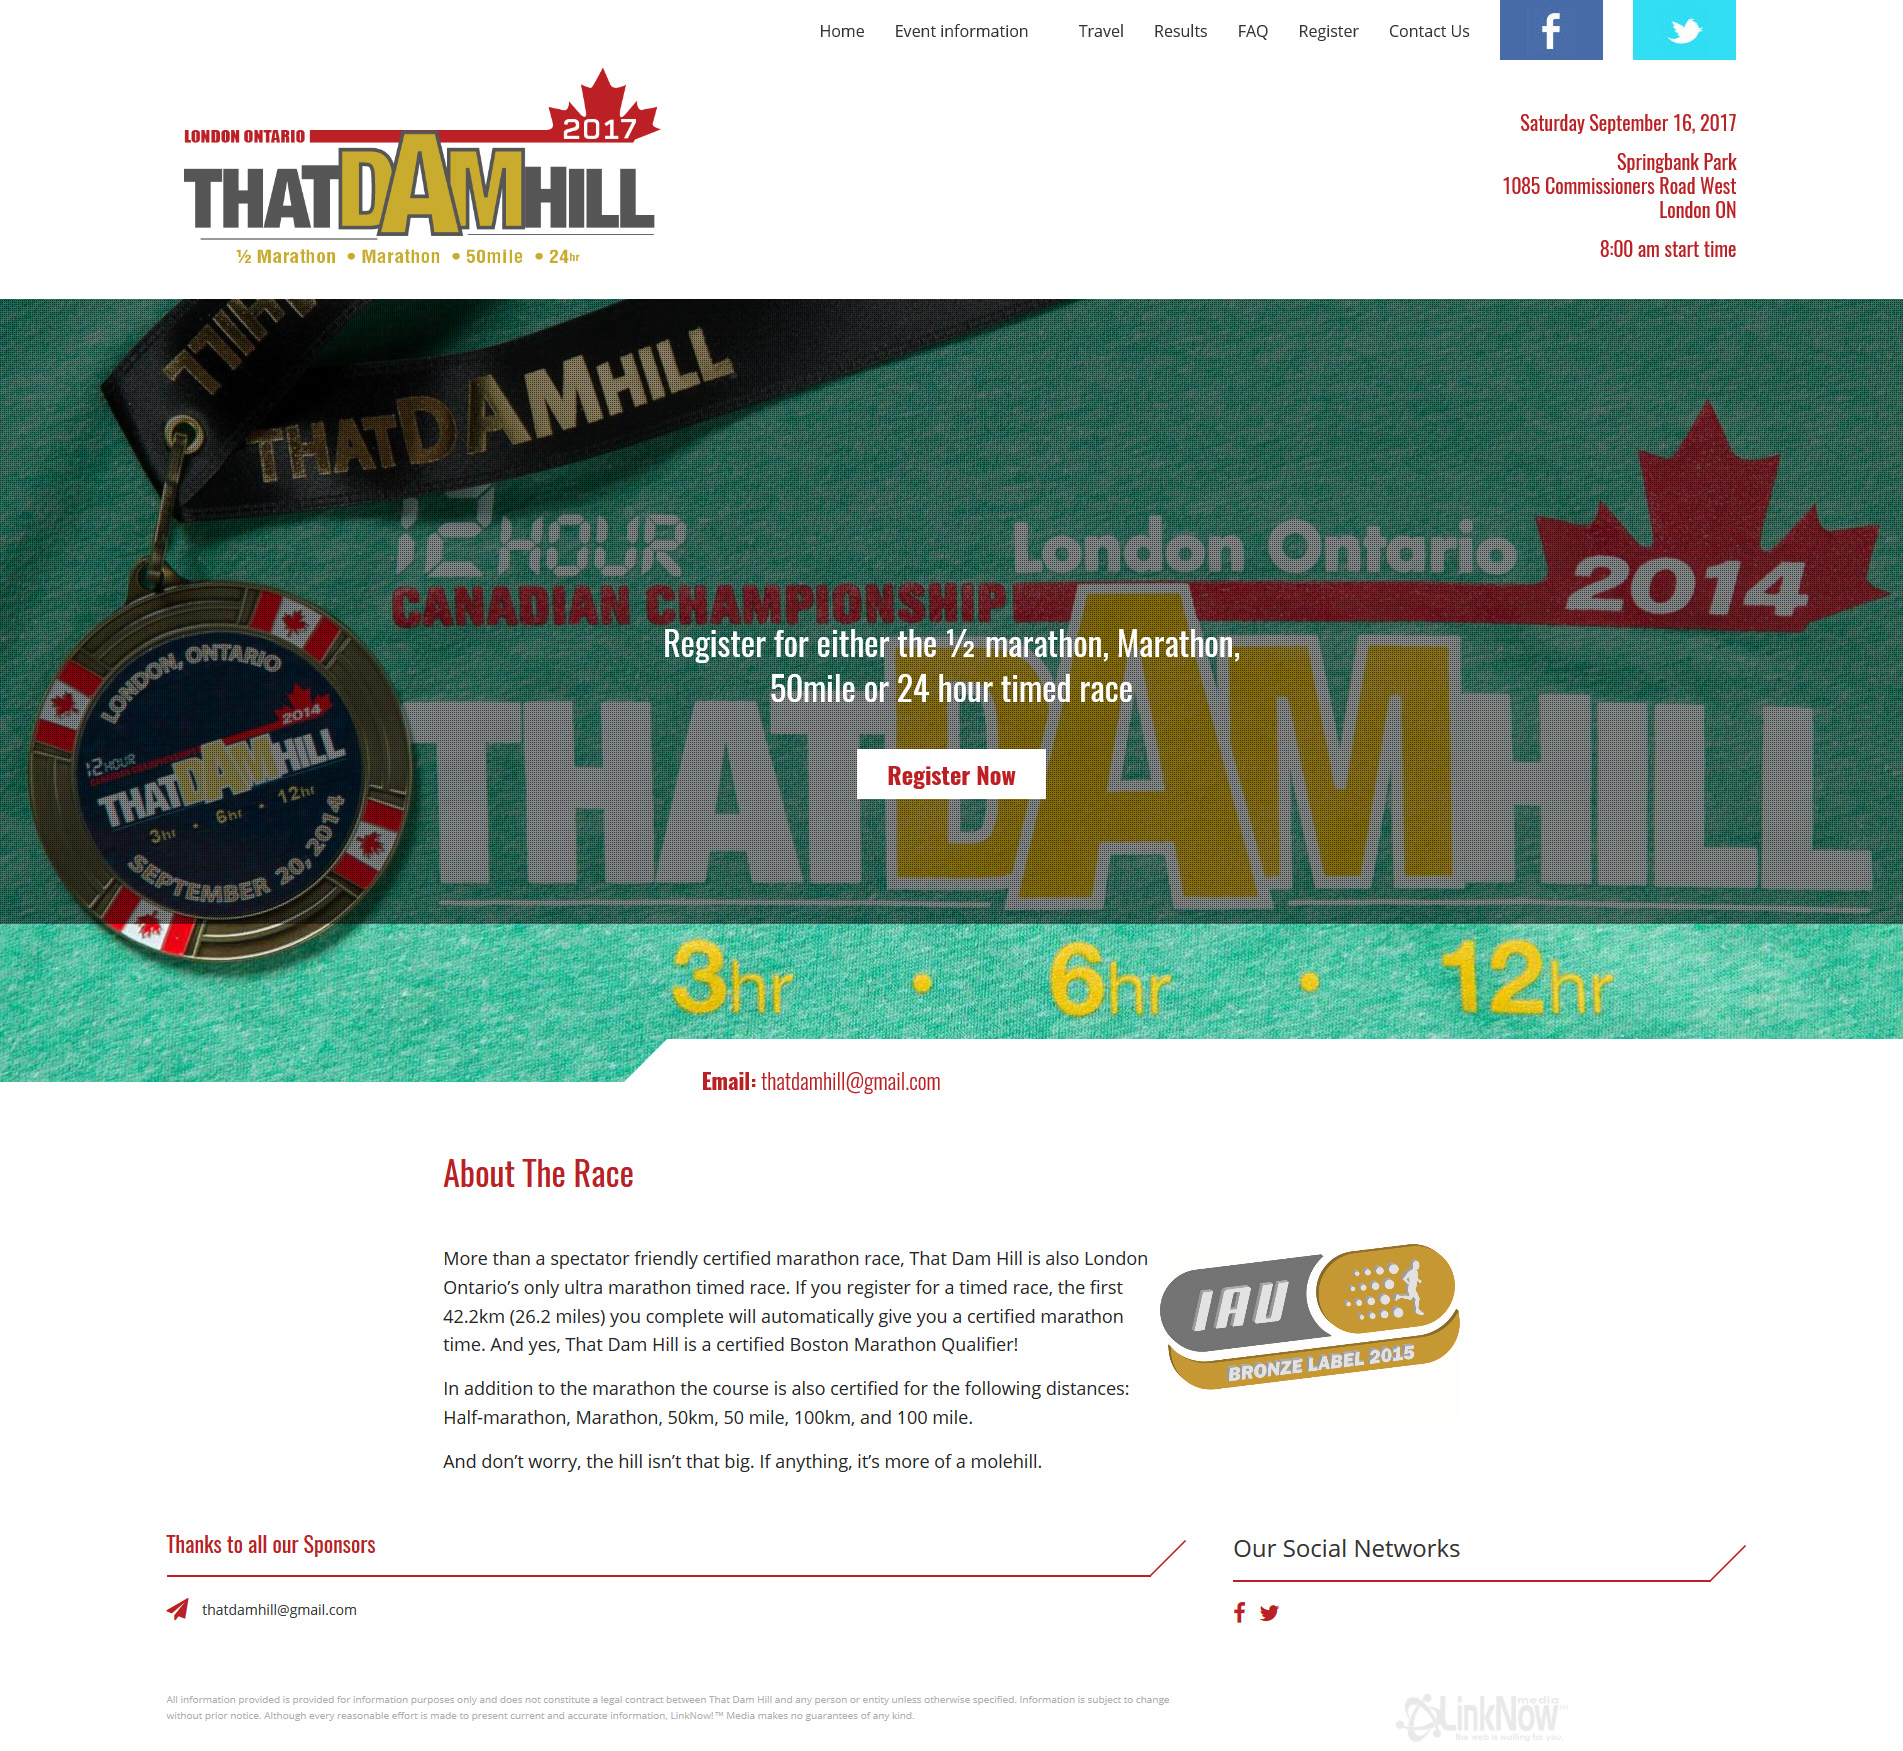 Home Event information Travel Results FAQ Register Contact Us
LONDON ONTARIO 2017
THATDAMHILL
½ Marathon • Marathon • 50mile • 24hr
Saturday September 16, 2017
Springbank Park
1085 Commissioners Road West
London ON
8:00 am start time
HILL
THATDAMHILL
12 HOUR
CANADIAN CHAMPIONSHIP
London Ontario
2014
THATDAMHILL
3hr • 6hr • 12hr
LONDON, ONTARIO
2014
12 HOUR
THATDAMHILL
3hr • 6hr • 12hr
SEPTEMBER 20, 2014
Register for either the ½ marathon, Marathon,
50mile or 24 hour timed race
Register Now
Email: thatdamhill@gmail.com
About The Race
More than a spectator friendly certified marathon race, That Dam Hill is also London
Ontario’s only ultra marathon timed race. If you register for a timed race, the first
42.2km (26.2 miles) you complete will automatically give you a certified marathon
time. And yes, That Dam Hill is a certified Boston Marathon Qualifier!
In addition to the marathon the course is also certified for the following distances:
Half-marathon, Marathon, 50km, 50 mile, 100km, and 100 mile.
And don’t worry, the hill isn’t that big. If anything, it’s more of a molehill.
IAU
BRONZE LABEL 2015
Thanks to all our Sponsors
thatdamhill@gmail.com
Our Social Networks
All information provided is provided for information purposes only and does not constitute a legal contract between That Dam Hill and any person or entity unless otherwise specified. Information is subject to change
without prior notice. Although every reasonable effort is made to present current and accurate information, LinkNow!™ Media makes no guarantees of any kind.
LinkNow media™
the web is waiting for you.